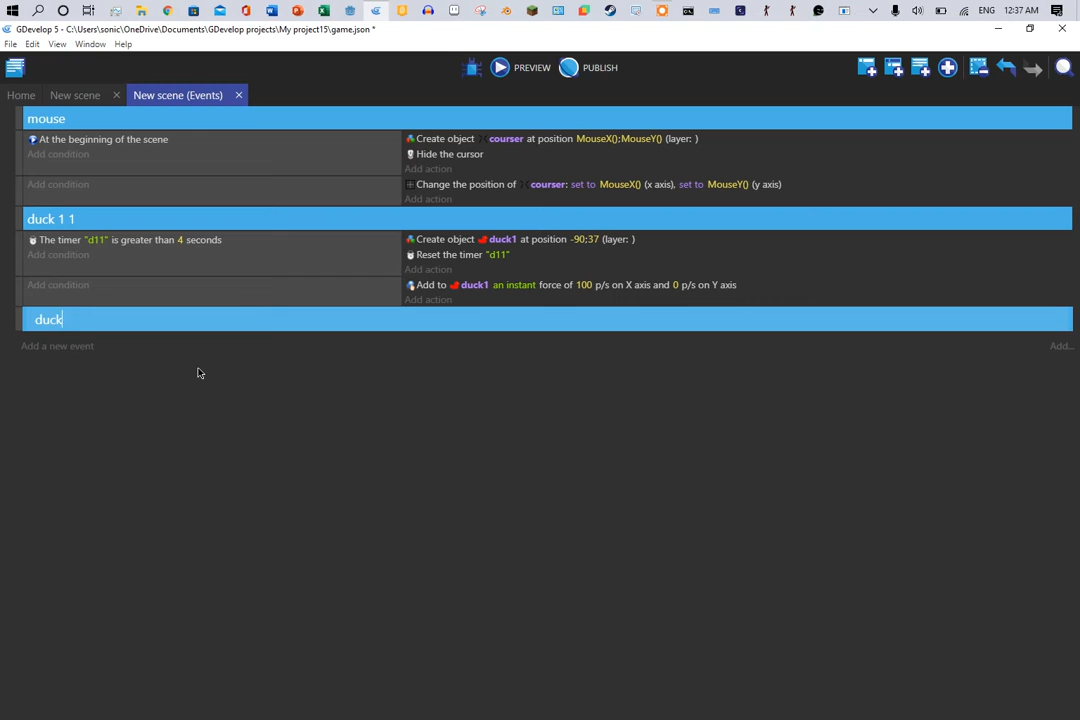 ENG 12:37 AM
GDevelop 5 - C:\Users\sonic\OneDrive\Documents\GDevelop projects\My project15\game.json *
File Edit View Window Help
PREVIEW PUBLISH
Home New scene × New scene (Events) ×
mouse
At the beginning of the scene
Create object courser at position MouseX();MouseY() (layer: )
Add condition
Hide the cursor
Add action
Add condition
Change the position of courser: set to MouseX() (x axis), set to MouseY() (y axis)
Add action
duck 1 1
The timer "d11" is greater than 4 seconds
Create object duck1 at position -90;37 (layer: )
Add condition
Reset the timer "d11"
Add action
Add condition
Add to duck1 an instant force of 100 p/s on X axis and 0 p/s on Y axis
Add action
duck
Add a new event Add...